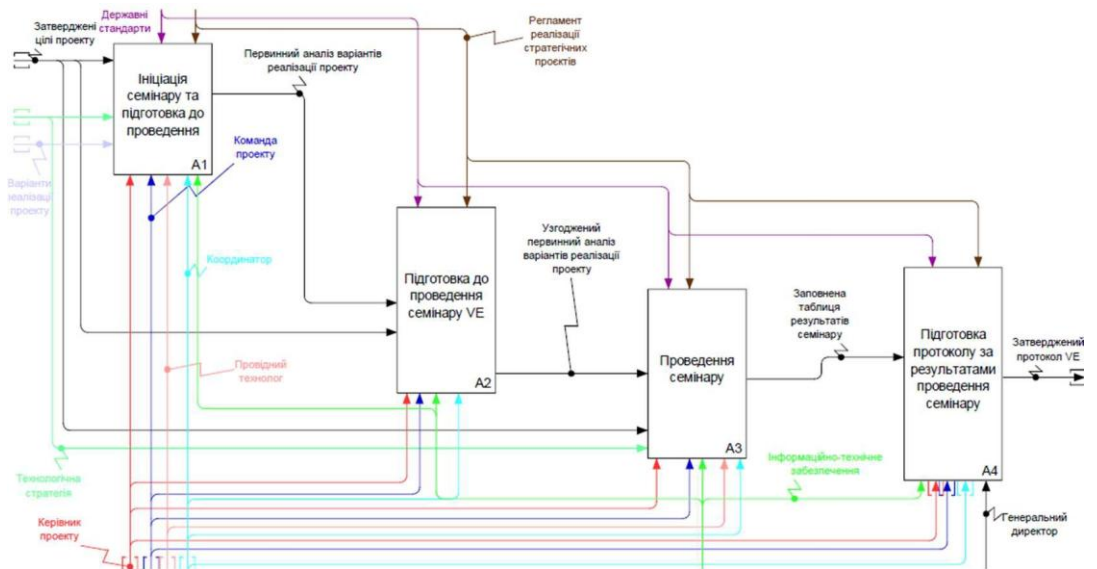 Державні
стандарти
Затверджені
цілі проекту
Регламент
реалізації
стратегічних
проєктів
Первинний аналіз варіантів
реалізації проекту
Ініціація
семінару та
підготовка до
проведення
A1
Команда
проекту
Варіанти
реалізації
проекту
Координатор
Підготовка до
проведення
семінару VE
A2
Узгоджений
первинний аналіз
варіантів реалізації
проекту
Провідний
технолог
Проведення
семінару
A3
Заповнена
таблиця
результатів
семінару
Підготовка
протоколу за
результатами
проведення
семінару
A4
Затверджений
протокол VE
Технологічна
стратегія
Інформаційно-технічне
забезпечення
Керівник
проекту
Генеральний
директор